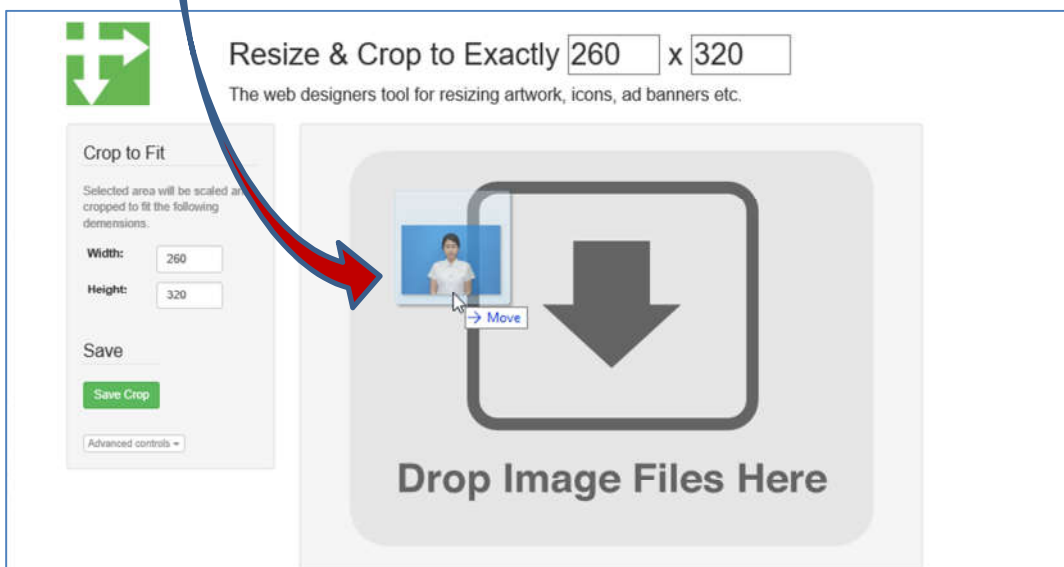 Resize & Crop to Exactly 260 x 320
The web designers tool for resizing artwork, icons, ad banners etc.
Crop to Fit
Selected area will be scaled an
cropped to fit the following
demensions.
Width: 260
Height: 320
Save
Save Crop
Advanced controls
Move
Drop Image Files Here